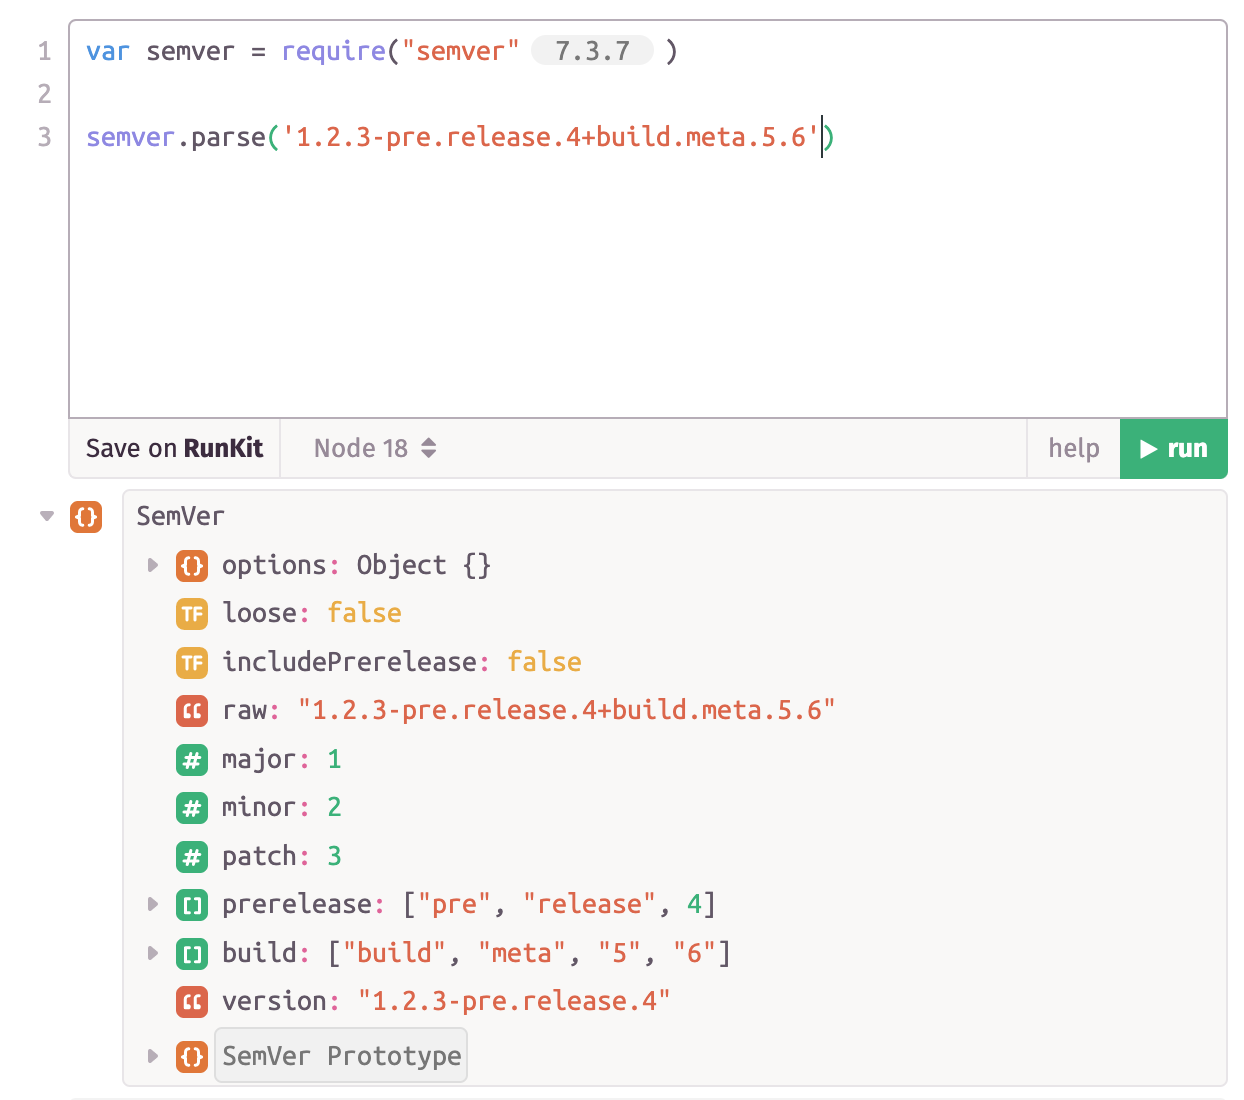 1 var semver = require("semver" 7.3.7 )
2
3 semver.parse('1.2.3-pre.release.4+build.meta.5.6')
Save on RunKit Node 18 help run
{} SemVer
{} options: Object {}
TF loose: false
TF includePrerelease: false
raw: "1.2.3-pre.release.4+build.meta.5.6"
# major: 1
# minor: 2
# patch: 3
[] prerelease: ["pre", "release", 4]
[] build: ["build", "meta", "5", "6"]
version: "1.2.3-pre.release.4"
{} SemVer Prototype